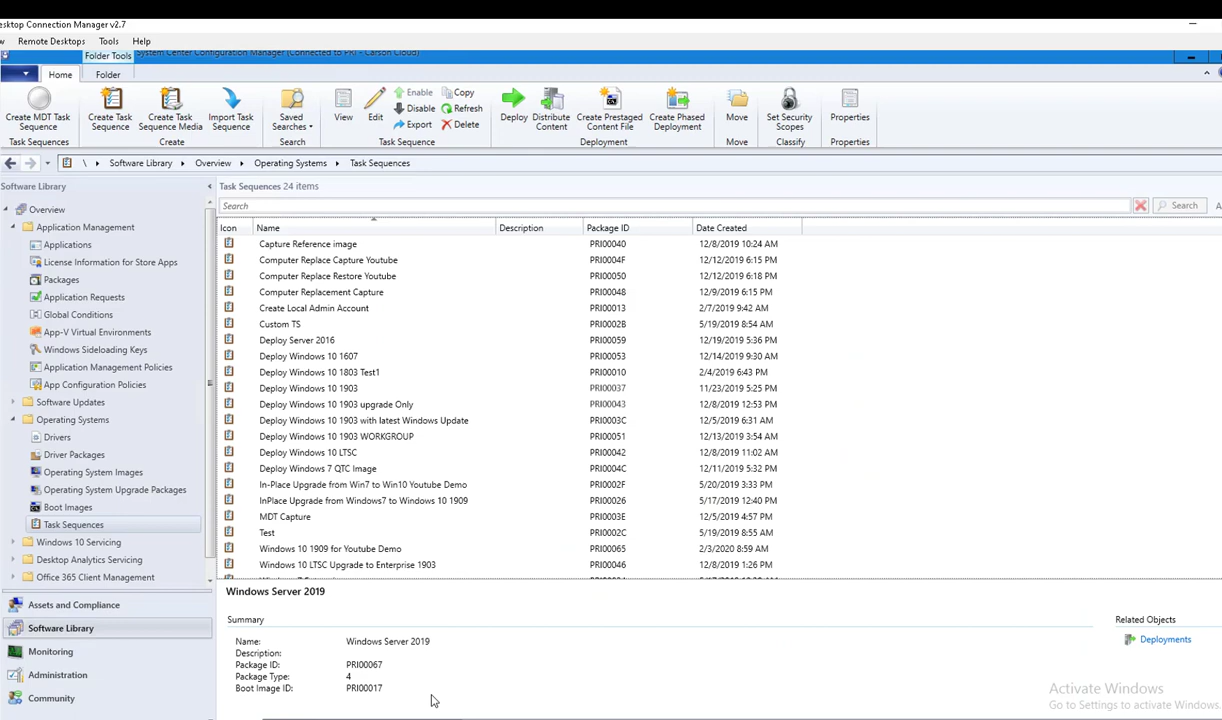 esktop Connection Manager v2.7
w Remote Desktops Tools Help
Folder Tools System Center Configuration Manager (Connected to PRI - Carson Cloud)
Home Folder
Create MDT Task Sequence
Create Task Sequence
Create Task Sequence Media
Import Task Sequence
Saved Searches
View
Edit
Enable
Disable
Export
Copy
Refresh
Delete
Deploy
Distribute Content
Create Prestaged Content File
Create Phased Deployment
Move
Set Security Scopes
Properties
Task Sequences Create Search Task Sequence Deployment Move Classify Properties
\ Software Library Overview Operating Systems Task Sequences
Software Library
Overview
Application Management
Applications
License Information for Store Apps
Packages
Application Requests
Global Conditions
App-V Virtual Environments
Windows Sideloading Keys
Application Management Policies
App Configuration Policies
Software Updates
Operating Systems
Drivers
Driver Packages
Operating System Images
Operating System Upgrade Packages
Boot Images
Task Sequences
Windows 10 Servicing
Desktop Analytics Servicing
Office 365 Client Management
Assets and Compliance
Software Library
Monitoring
Administration
Community
Task Sequences 24 items
Search Search A
Icon Name Description Package ID Date Created
Capture Reference image PRI00040 12/8/2019 10:24 AM
Computer Replace Capture Youtube PRI0004F 12/12/2019 6:15 PM
Computer Replace Restore Youtube PRI00050 12/12/2019 6:18 PM
Computer Replacement Capture PRI00048 12/9/2019 6:15 PM
Create Local Admin Account PRI00013 2/7/2019 9:42 AM
Custom TS PRI0002B 5/19/2019 8:54 AM
Deploy Server 2016 PRI00059 12/19/2019 5:36 PM
Deploy Windows 10 1607 PRI00053 12/14/2019 9:30 AM
Deploy Windows 10 1803 Test1 PRI00010 2/4/2019 6:43 PM
Deploy Windows 10 1903 PRI00037 11/23/2019 5:25 PM
Deploy Windows 10 1903 upgrade Only PRI00043 12/8/2019 12:53 PM
Deploy Windows 10 1903 with latest Windows Update PRI0003C 12/5/2019 6:31 AM
Deploy Windows 10 1903 WORKGROUP PRI00051 12/13/2019 3:54 AM
Deploy Windows 10 LTSC PRI00042 12/8/2019 11:02 AM
Deploy Windows 7 QTC Image PRI0004C 12/11/2019 5:32 PM
In-Place Upgrade from Win7 to Win10 Youtube Demo PRI0002F 5/20/2019 3:33 PM
InPlace Upgrade from Windows7 to Windows 10 1909 PRI00026 5/17/2019 12:40 PM
MDT Capture PRI0003E 12/5/2019 4:57 PM
Test PRI0002C 5/19/2019 8:55 AM
Windows 10 1909 for Youtube Demo PRI00065 2/3/2020 8:59 AM
Windows 10 LTSC Upgrade to Enterprise 1903 PRI00046 12/8/2019 1:26 PM
Windows Server 2019
Summary
Name: Windows Server 2019
Description:
Package ID: PRI00067
Package Type: 4
Boot Image ID: PRI00017
Related Objects
Deployments
Activate Windows
Go to Settings to activate Windows.